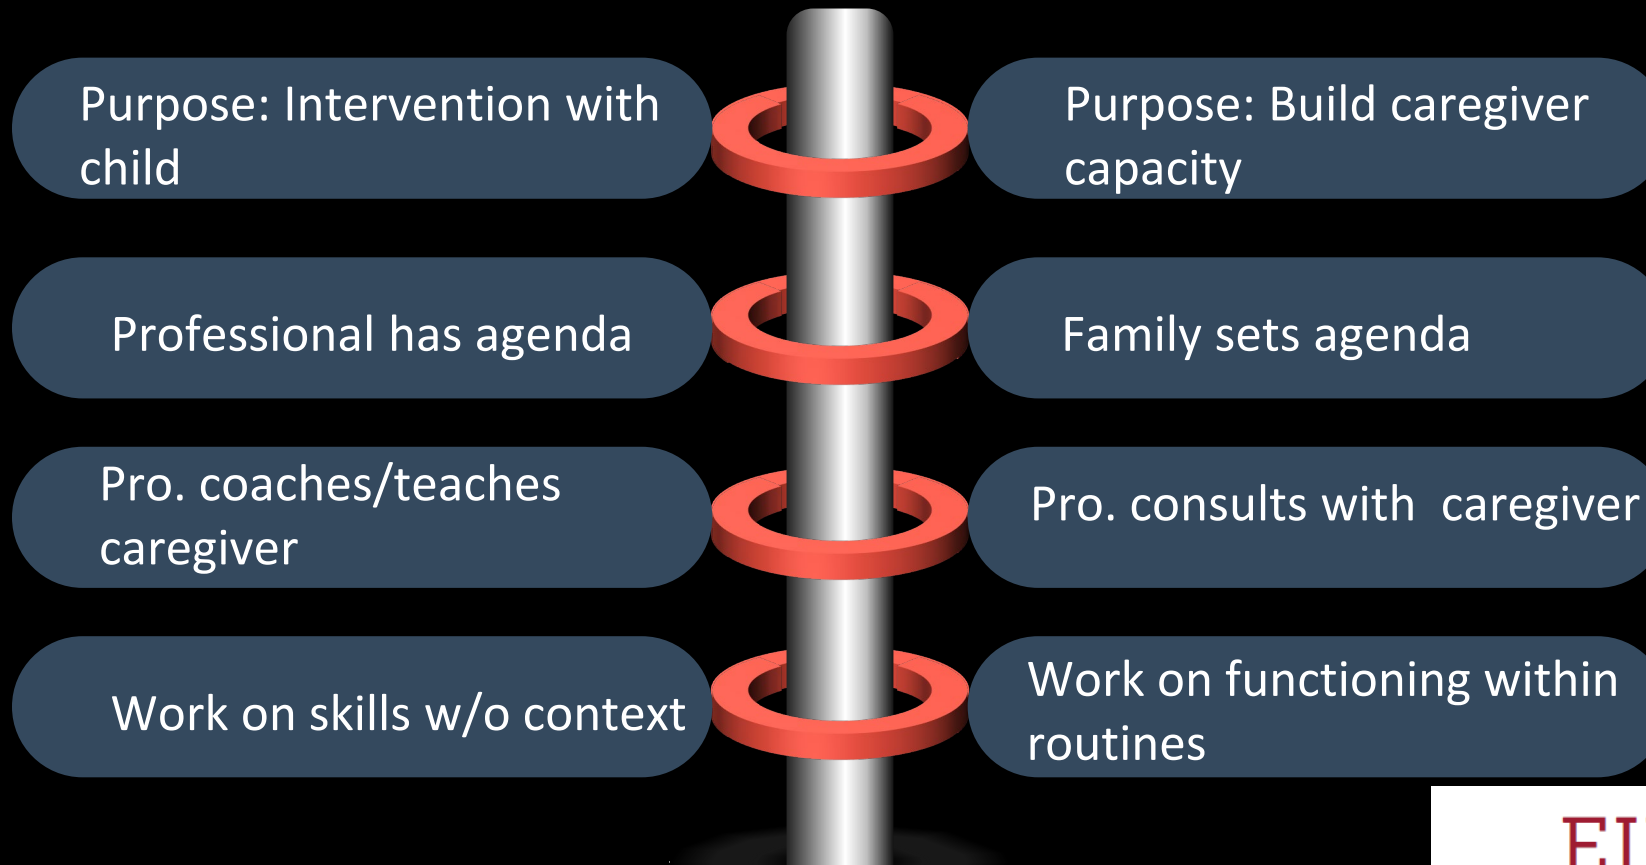 Purpose: Intervention with
child
Purpose: Build caregiver
capacity
Professional has agenda
Family sets agenda
Pro. coaches/teaches
caregiver
Pro. consults with  caregiver
Work on skills w/o context
Work on functioning within
routines